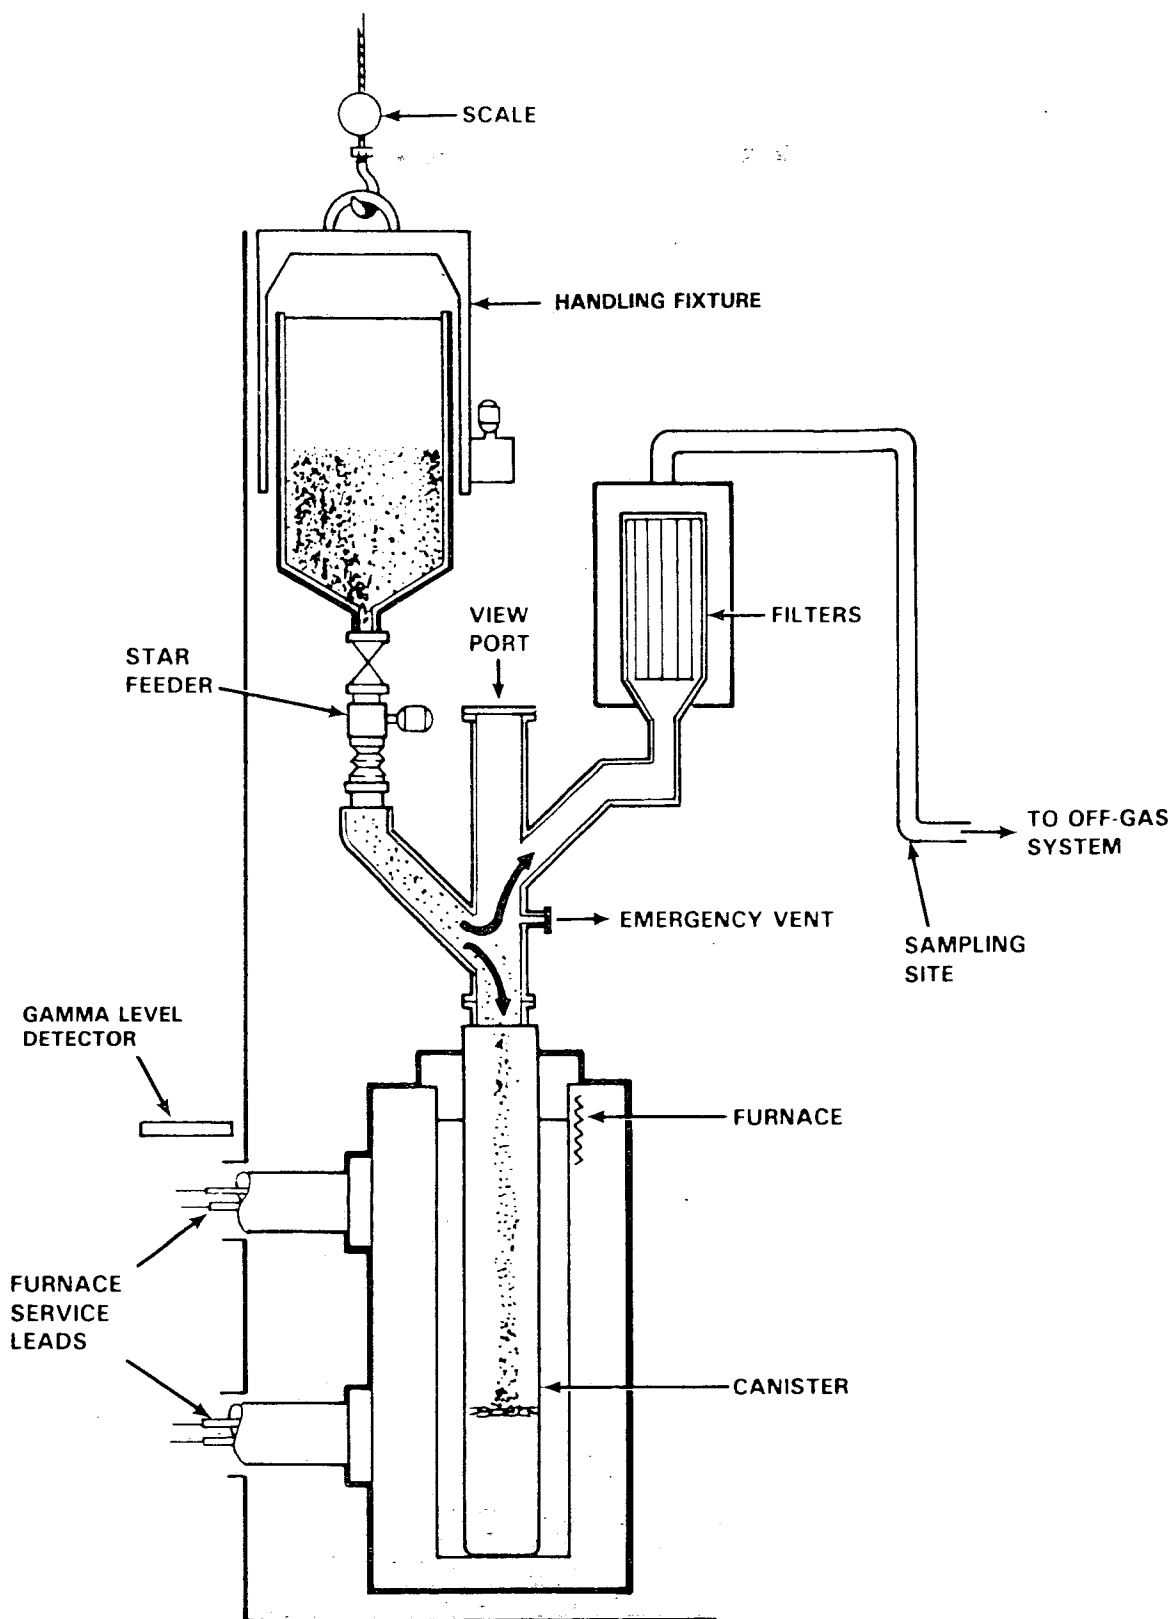 SCALE
HANDLING FIXTURE
VIEW
PORT
FILTERS
STAR
FEEDER
TO OFF-GAS
SYSTEM
EMERGENCY VENT
SAMPLING
SITE
GAMMA LEVEL
DETECTOR
FURNACE
FURNACE
SERVICE
LEADS
CANISTER